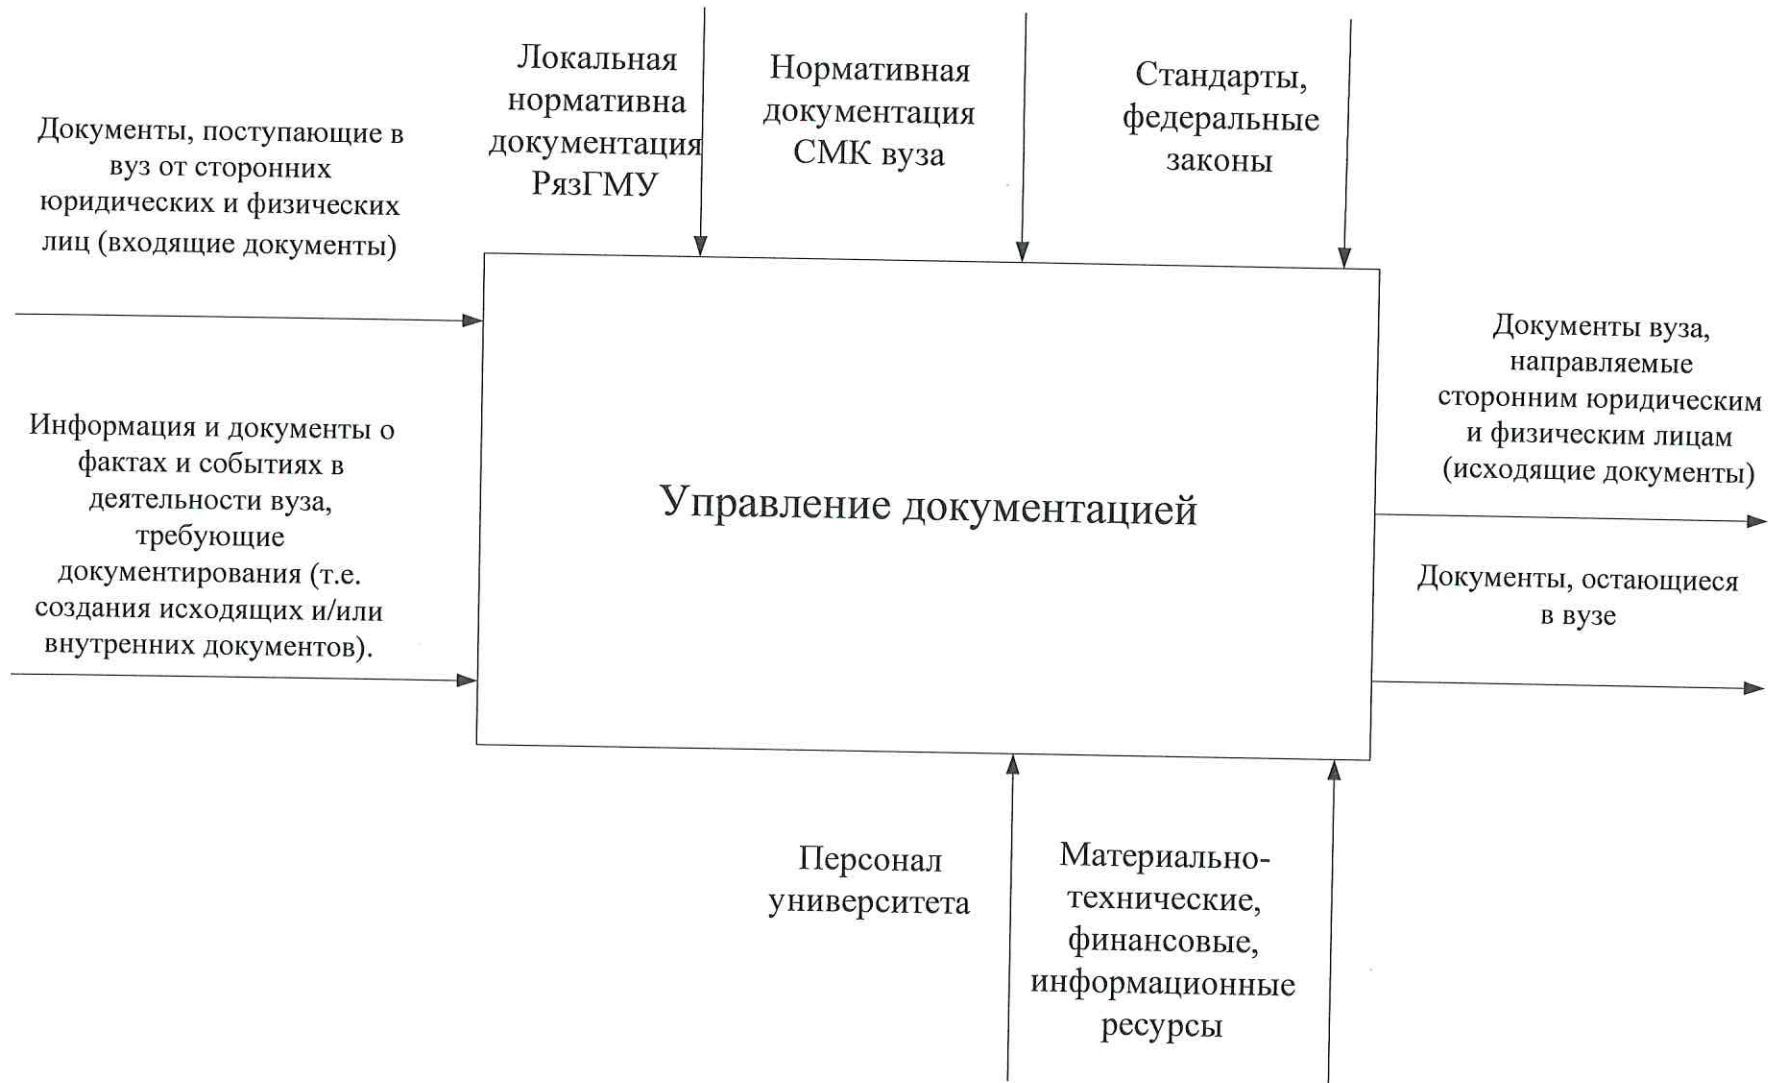 Локальная
нормативна
документация
РязГМУ
Нормативная
документация
СМК вуза
Стандарты,
федеральные
законы
Документы, поступающие в
вуз от сторонних
юридических и физических
лиц (входящие документы)
Информация и документы о
фактах и событиях в
деятельности вуза,
требующие
документирования (т.е.
создания исходящих и/или
внутренних документов).
Управление документацией
Документы вуза,
направляемые
сторонним юридическим
и физическим лицам
(исходящие документы)
Документы, остающиеся
в вузе
Персонал
университета
Материально-
технические,
финансовые,
информационные
ресурсы